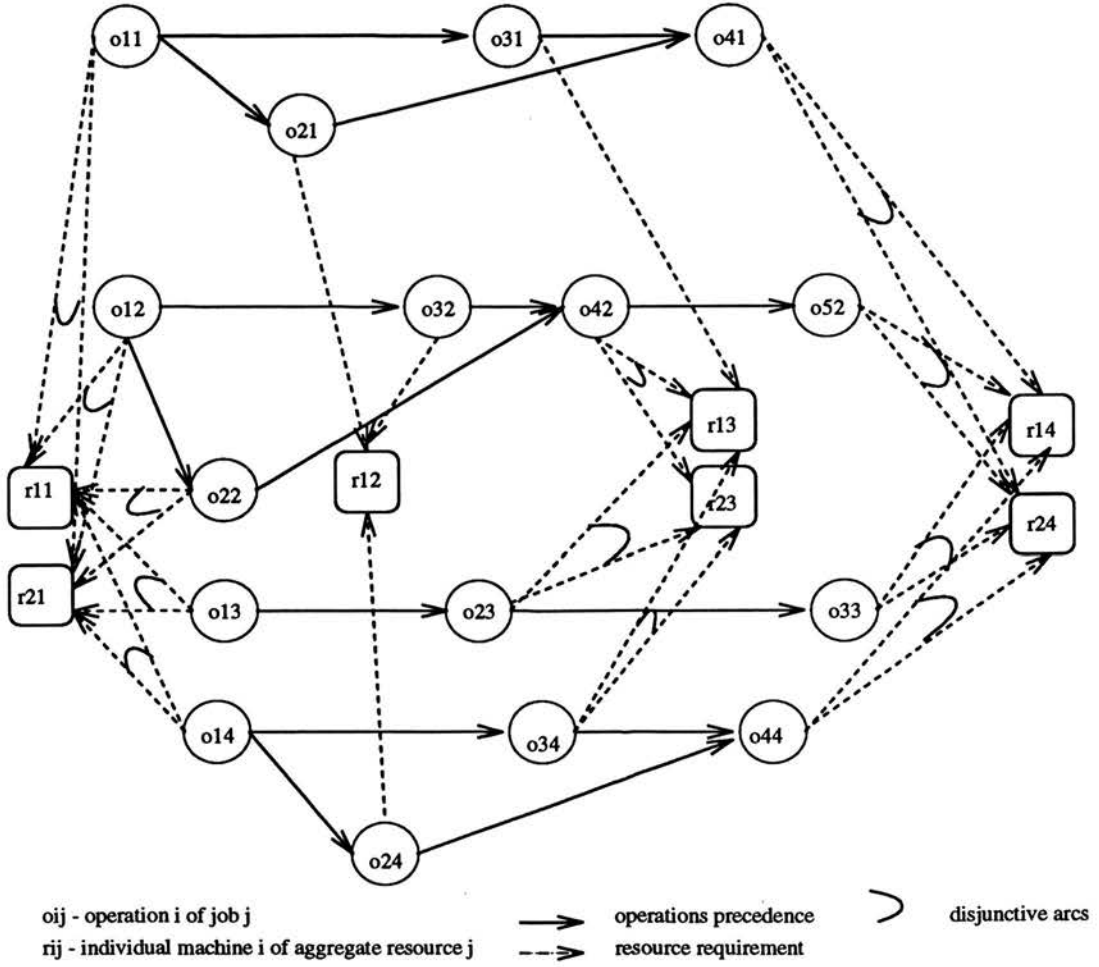 o11
o31
o41
o21
o12
o32
o42
o52
r13
r14
r11
o22
r12
r23
r24
r21
o13
o23
o33
o14
o34
o44
o24
oij - operation i of job j
operations precedence
disjunctive arcs
rij - individual machine i of aggregate resource j
resource requirement